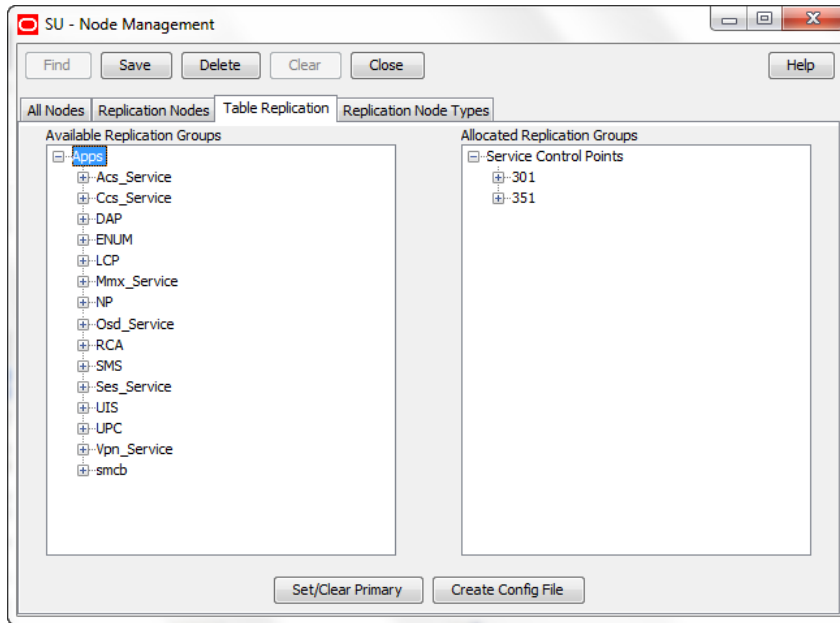 SU - Node Management
Find Save Delete Clear Close Help
All Nodes Replication Nodes Table Replication Replication Node Types
Available Replication Groups
Apps
Acs_Service
Ccs_Service
DAP
ENUM
LCP
Mmx_Service
NP
Osd_Service
RCA
SMS
Ses_Service
UIS
UPC
Vpn_Service
smcb
Allocated Replication Groups
Service Control Points
301
351
Set/Clear Primary Create Config File